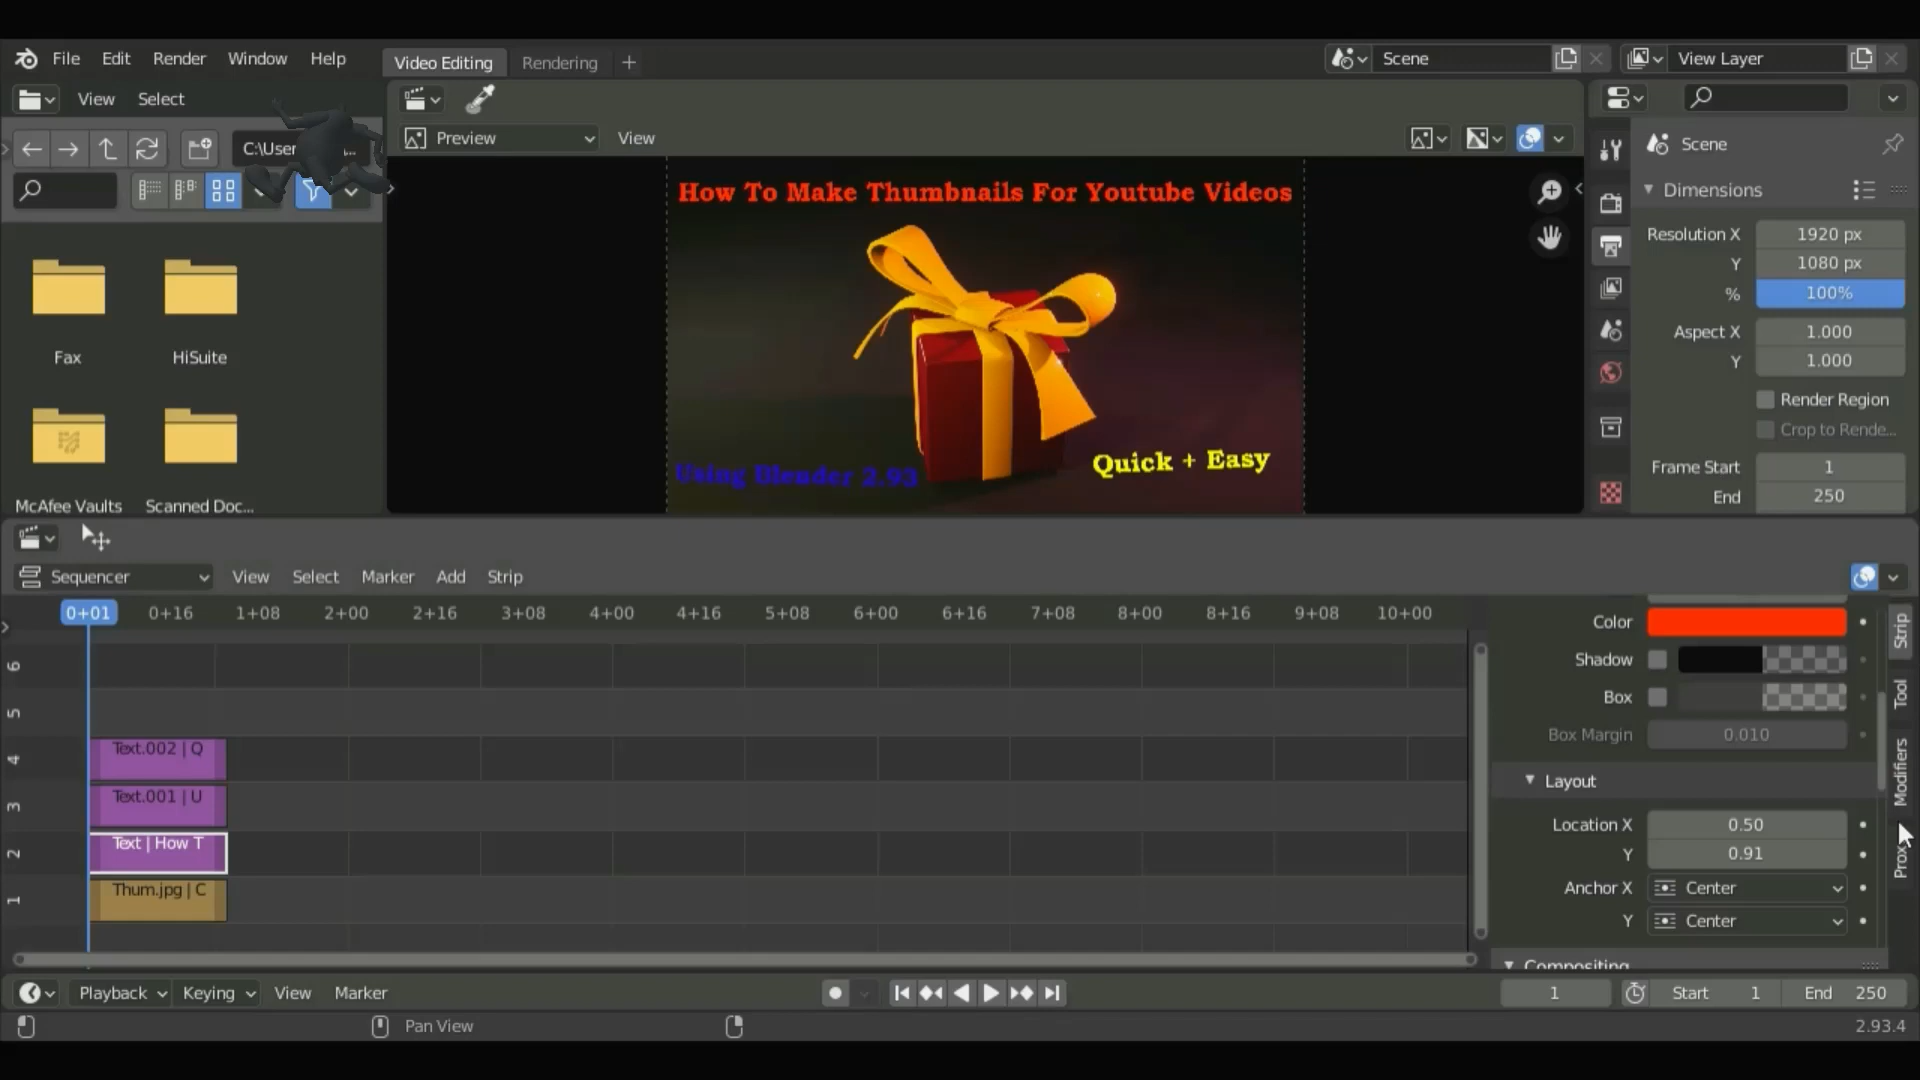 File Edit Render Window Help
Video Editing Rendering +
Scene
View Layer
View Select
Preview View
C:\User ...
Scene
Dimensions
Resolution X 1920 px
Y 1080 px
% 100%
Aspect X 1.000
Y 1.000
Render Region
Crop to Rende...
Frame Start 1
End 250
How To Make Thumbnails For Youtube Videos
Using Blender 2.93
Quick + Easy
Fax HiSuite
McAfee Vaults Scanned Doc...
Sequencer View Select Marker Add Strip
0+01 0+16 1+08 2+00 2+16 3+08 4+00 4+16 5+08 6+00 6+16 7+08 8+00 8+16 9+08 10+00
6
5
4 Text.002 | Q
3 Text.001 | U
2 Text | How T
1 Thum.jpg | C
Color
Shadow
Box
Box Margin 0.010
Layout
Location X 0.50
Y 0.91
Anchor X Center
Y Center
Compositing
Strip
Tool
Modifiers
Prox
Playback Keying View Marker
1 Start 1 End 250
Pan View
2.93.4